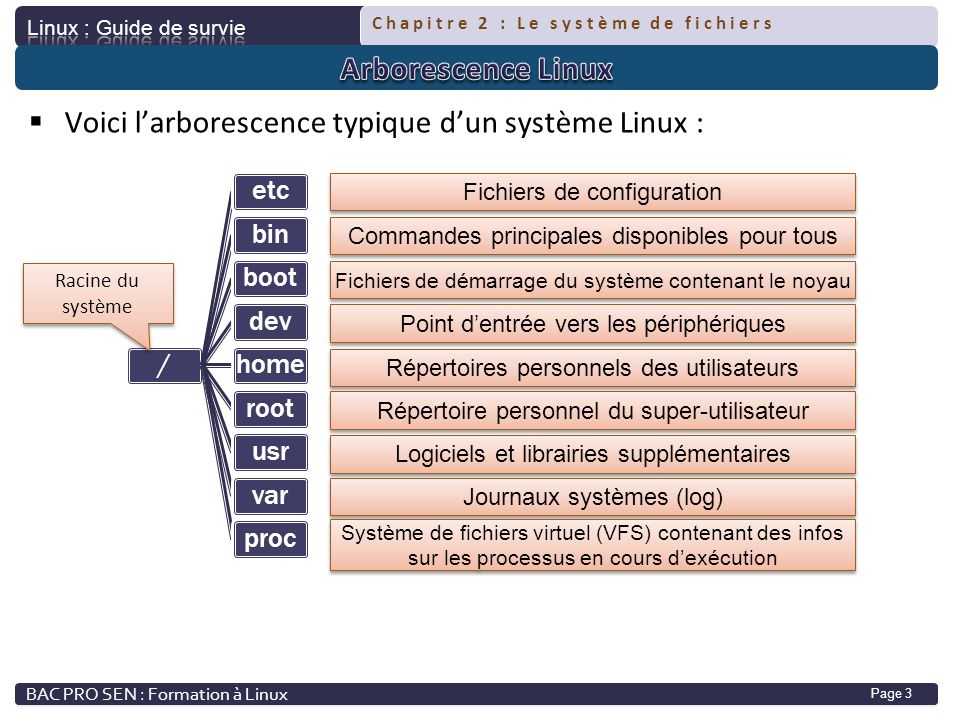 Linux : Guide de survie
Chapitre 2 : Le système de fichiers
Arborescence Linux
▪ Voici l’arborescence typique d’un système Linux :
Racine du
système
/
etc
Fichiers de configuration
bin
Commandes principales disponibles pour tous
boot
Fichiers de démarrage du système contenant le noyau
dev
Point d’entrée vers les périphériques
home
Répertoires personnels des utilisateurs
root
Répertoire personnel du super-utilisateur
usr
Logiciels et librairies supplémentaires
var
Journaux systèmes (log)
proc
Système de fichiers virtuel (VFS) contenant des infos
sur les processus en cours d’exécution
BAC PRO SEN : Formation à Linux
Page 3